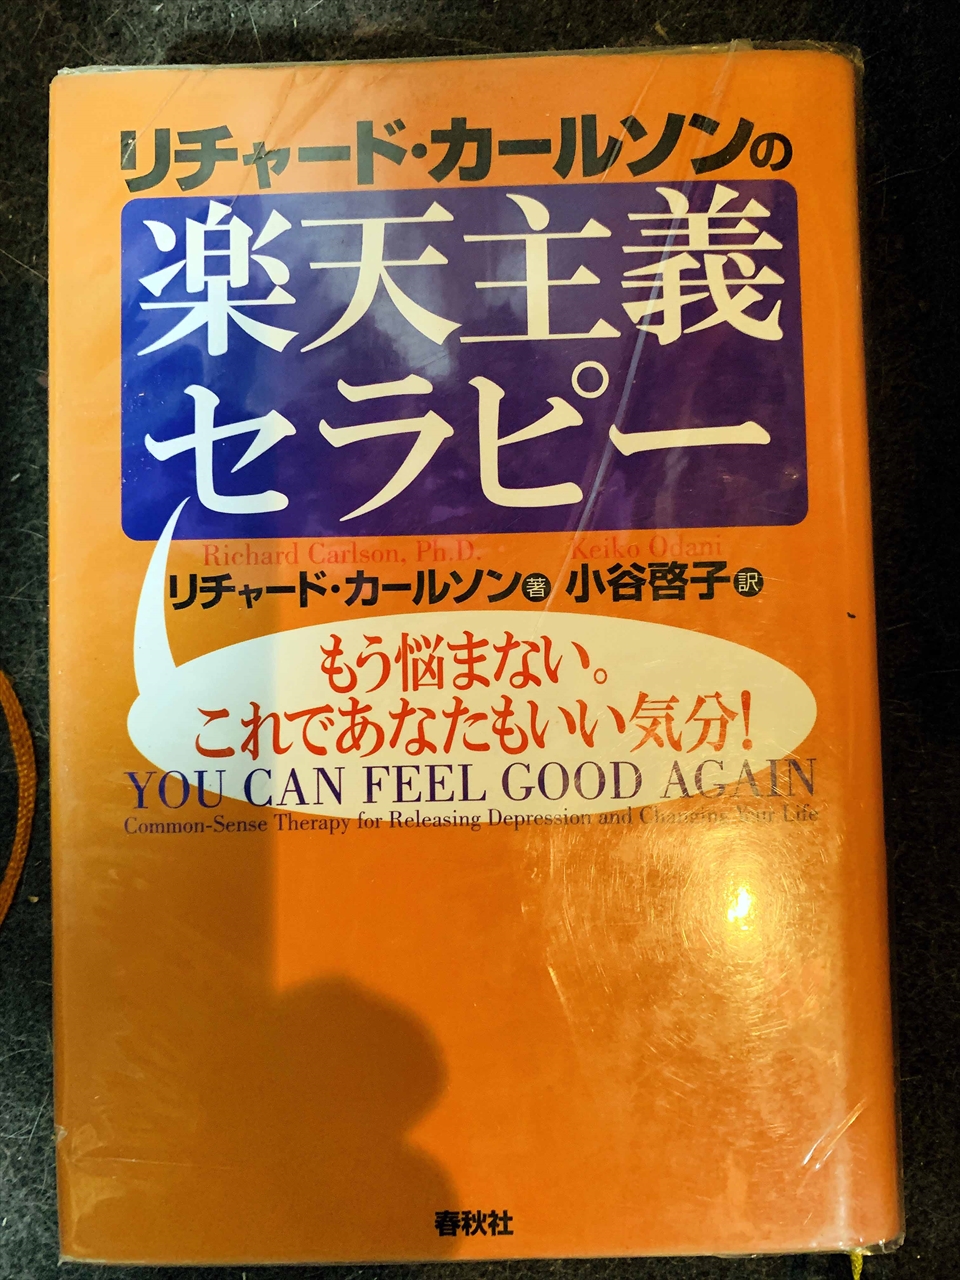 リチャード・カールソンの
楽天主義
セラピー
Richard Carlson, Ph.D. Keiko Odani
リチャード・カールソン 著 小谷啓子 訳
もう悩まない。
これであなたもいい気分!
YOU CAN FEEL GOOD AGAIN
Common-Sense Therapy for Releasing Depression and Changing Your Life
春秋社